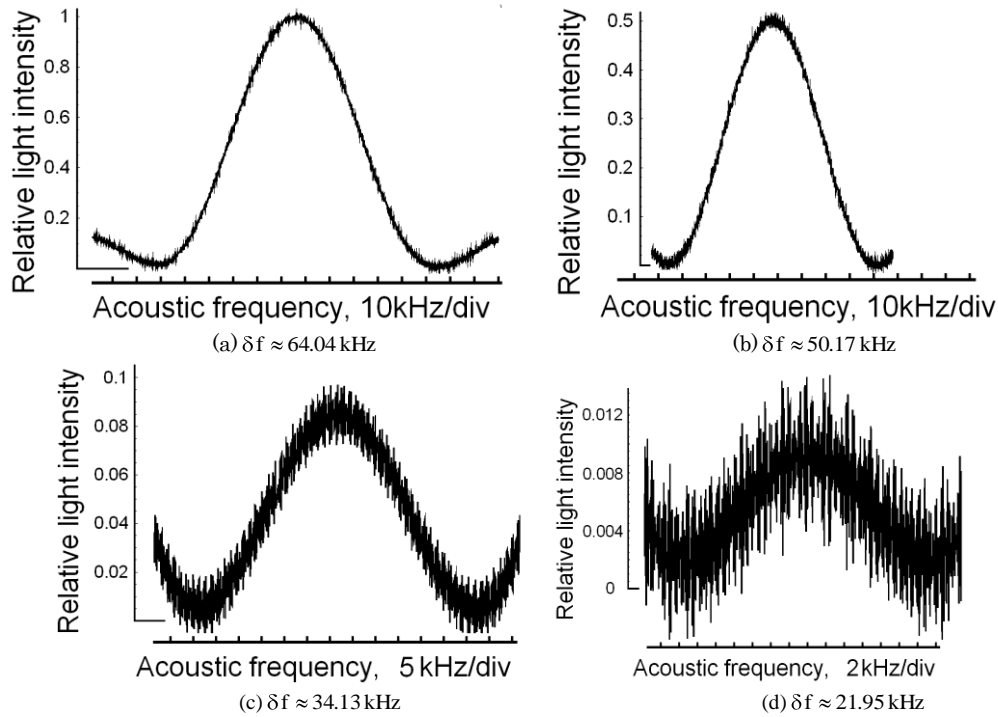 Relative light intensity
1
0.8
0.6
0.4
0.2
Acoustic frequency, 10kHz/div
(a) δf ≈ 64.04 kHz
Relative light intensity
0.5
0.4
0.3
0.2
0.1
Acoustic frequency, 10kHz/div
(b) δf ≈ 50.17 kHz
Relative light intensity
0.1
0.08
0.06
0.04
0.02
Acoustic frequency, 5 kHz/div
(c) δf ≈ 34.13 kHz
Relative light intensity
0.012
0.008
0.004
0
Acoustic frequency, 2kHz/div
(d) δf ≈ 21.95 kHz